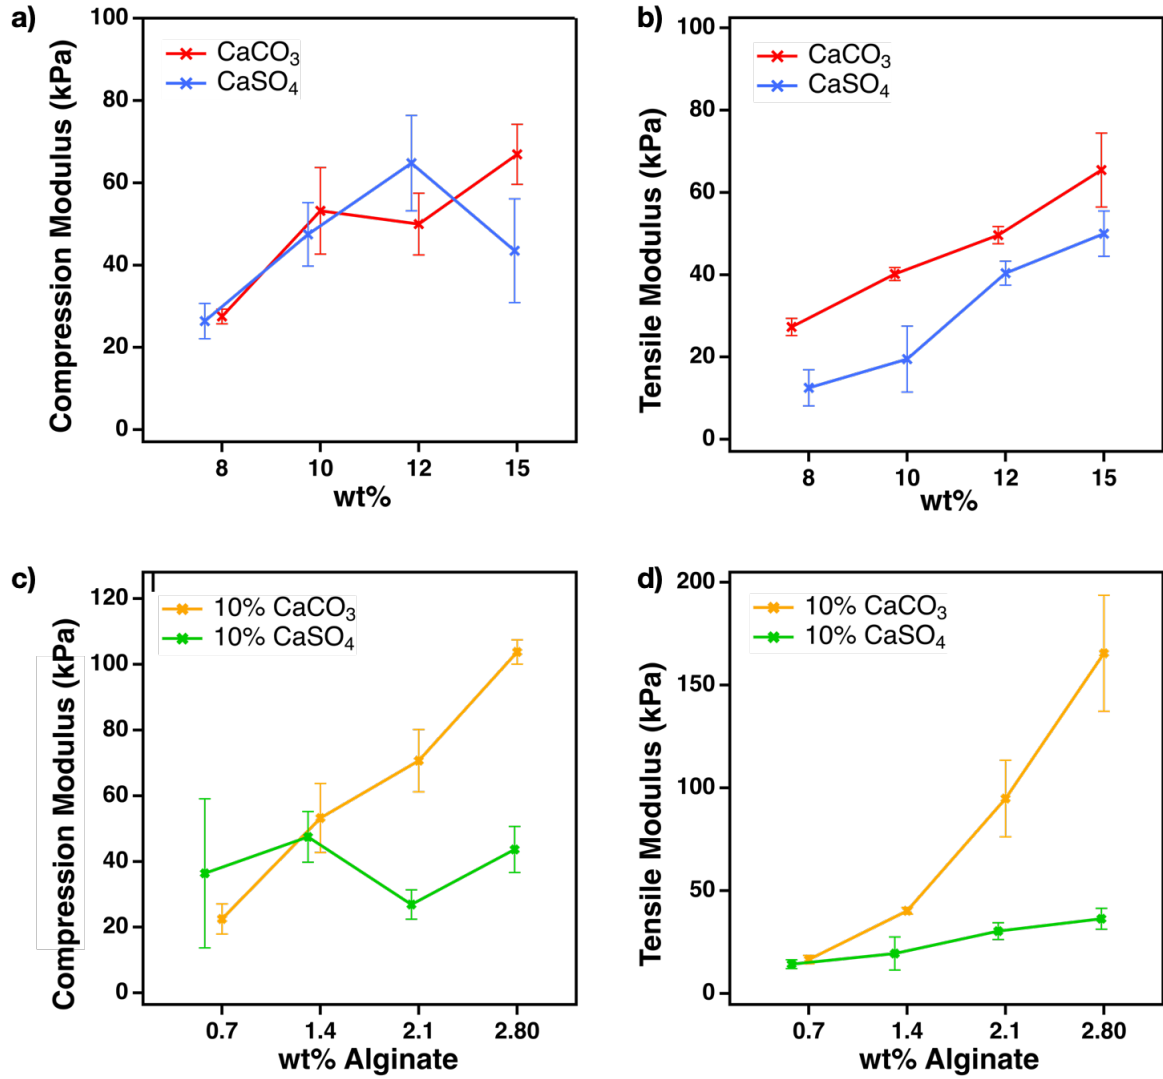 a)
Compression Modulus (kPa)
100
80
60
40
20
0
CaCO₃
CaSO₄
8 10 12 15
wt%
b)
Tensile Modulus (kPa)
100
80
60
40
20
0
CaCO₃
CaSO₄
8 10 12 15
wt%
c)
Compression Modulus (kPa)
120
100
80
60
40
20
0
10% CaCO₃
10% CaSO₄
0.7 1.4 2.1 2.80
wt% Alginate
d)
Tensile Modulus (kPa)
200
150
100
50
0
10% CaCO₃
10% CaSO₄
0.7 1.4 2.1 2.80
wt% Alginate